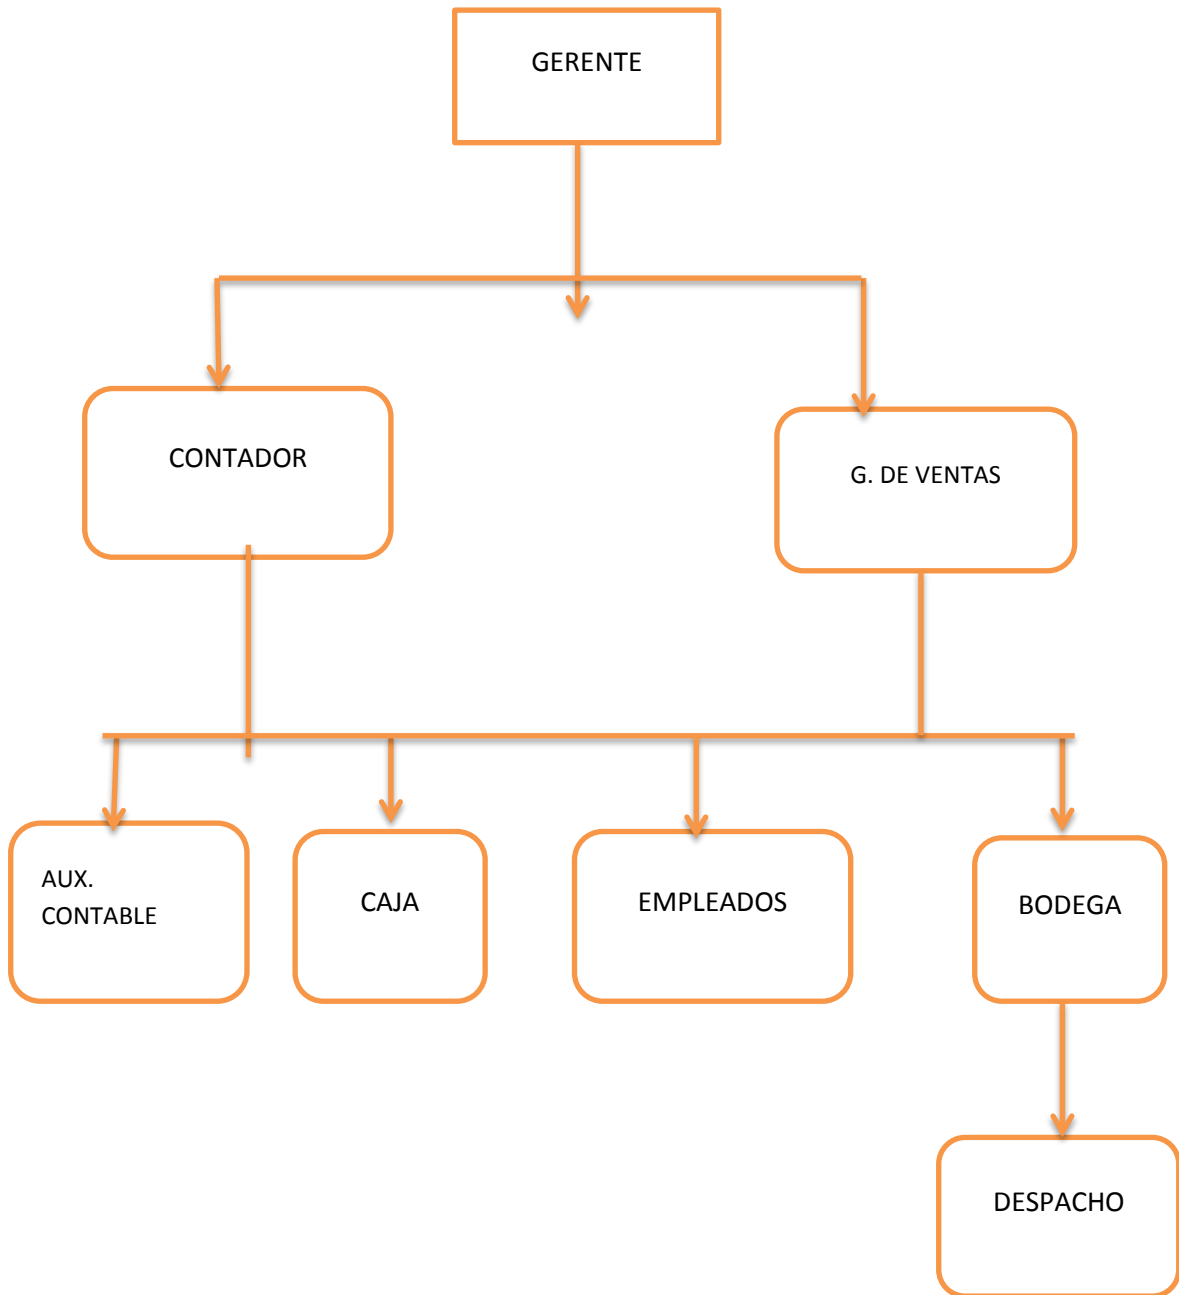 GERENTE
CONTADOR
G. DE VENTAS
AUX.
CONTABLE
CAJA
EMPLEADOS
BODEGA
DESPACHO